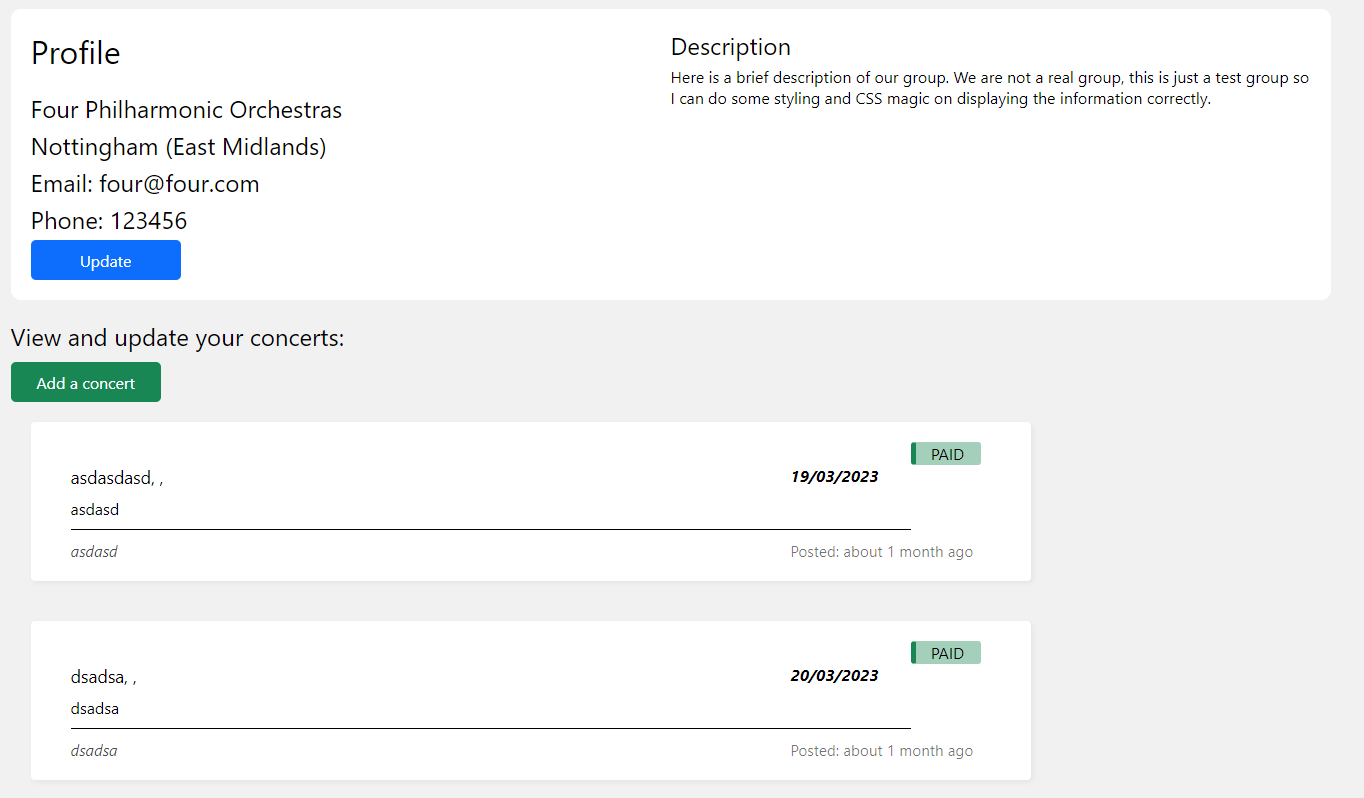 Profile
Four Philharmonic Orchestras
Nottingham (East Midlands)
Email: four@four.com
Phone: 123456
Update
Description
Here is a brief description of our group. We are not a real group, this is just a test group so
I can do some styling and CSS magic on displaying the information correctly.
View and update your concerts:
Add a concert
PAID
asdasdasd, ,
19/03/2023
asdasd
asdasd
Posted: about 1 month ago
PAID
dsadsa, ,
20/03/2023
dsadsa
dsadsa
Posted: about 1 month ago